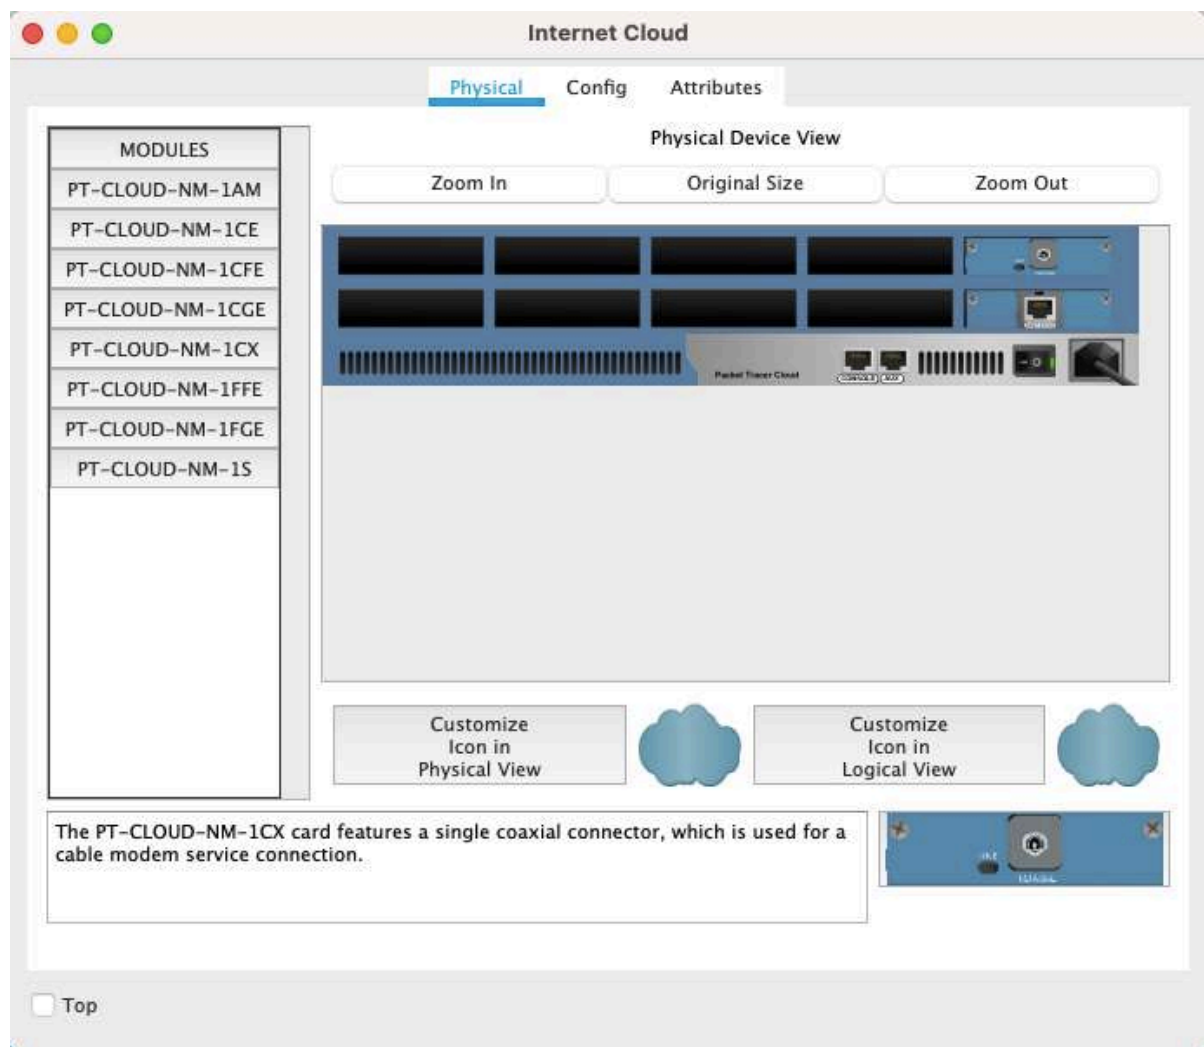 Internet Cloud
Physical
Config
Attributes
MODULES
PT-CLOUD-NM-1AM
PT-CLOUD-NM-1CE
PT-CLOUD-NM-1CFE
PT-CLOUD-NM-1CGE
PT-CLOUD-NM-1CX
PT-CLOUD-NM-1FFE
PT-CLOUD-NM-1FGE
PT-CLOUD-NM-1S
Physical Device View
Zoom In
Original Size
Zoom Out
Packet Tracer Cloud
CONSOLE
AUX
Customize
Icon in
Physical View
Customize
Icon in
Logical View
The PT-CLOUD-NM-1CX card features a single coaxial connector, which is used for a
cable modem service connection.
Top